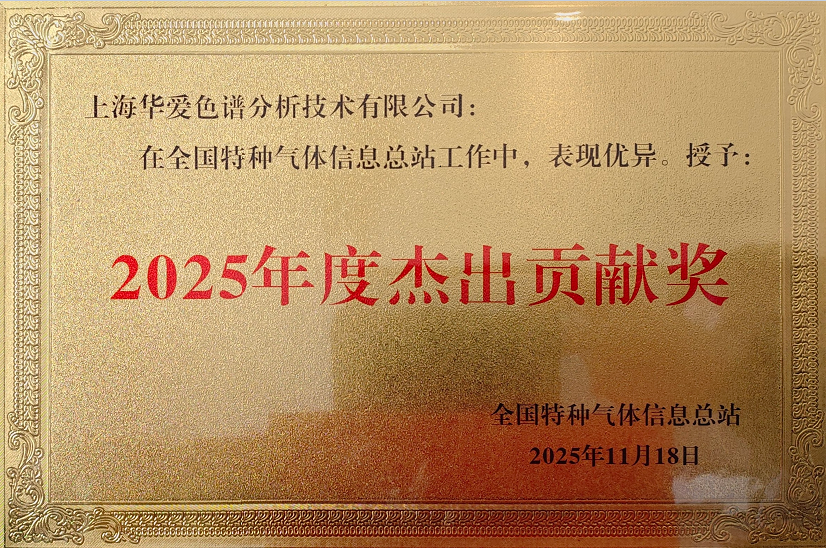 上海华爱色谱分析技术有限公司：
在全国特种气体信息总站工作中，表现优异。授予：
2025年度杰出贡献奖
全国特种气体信息总站
2025年11月18日